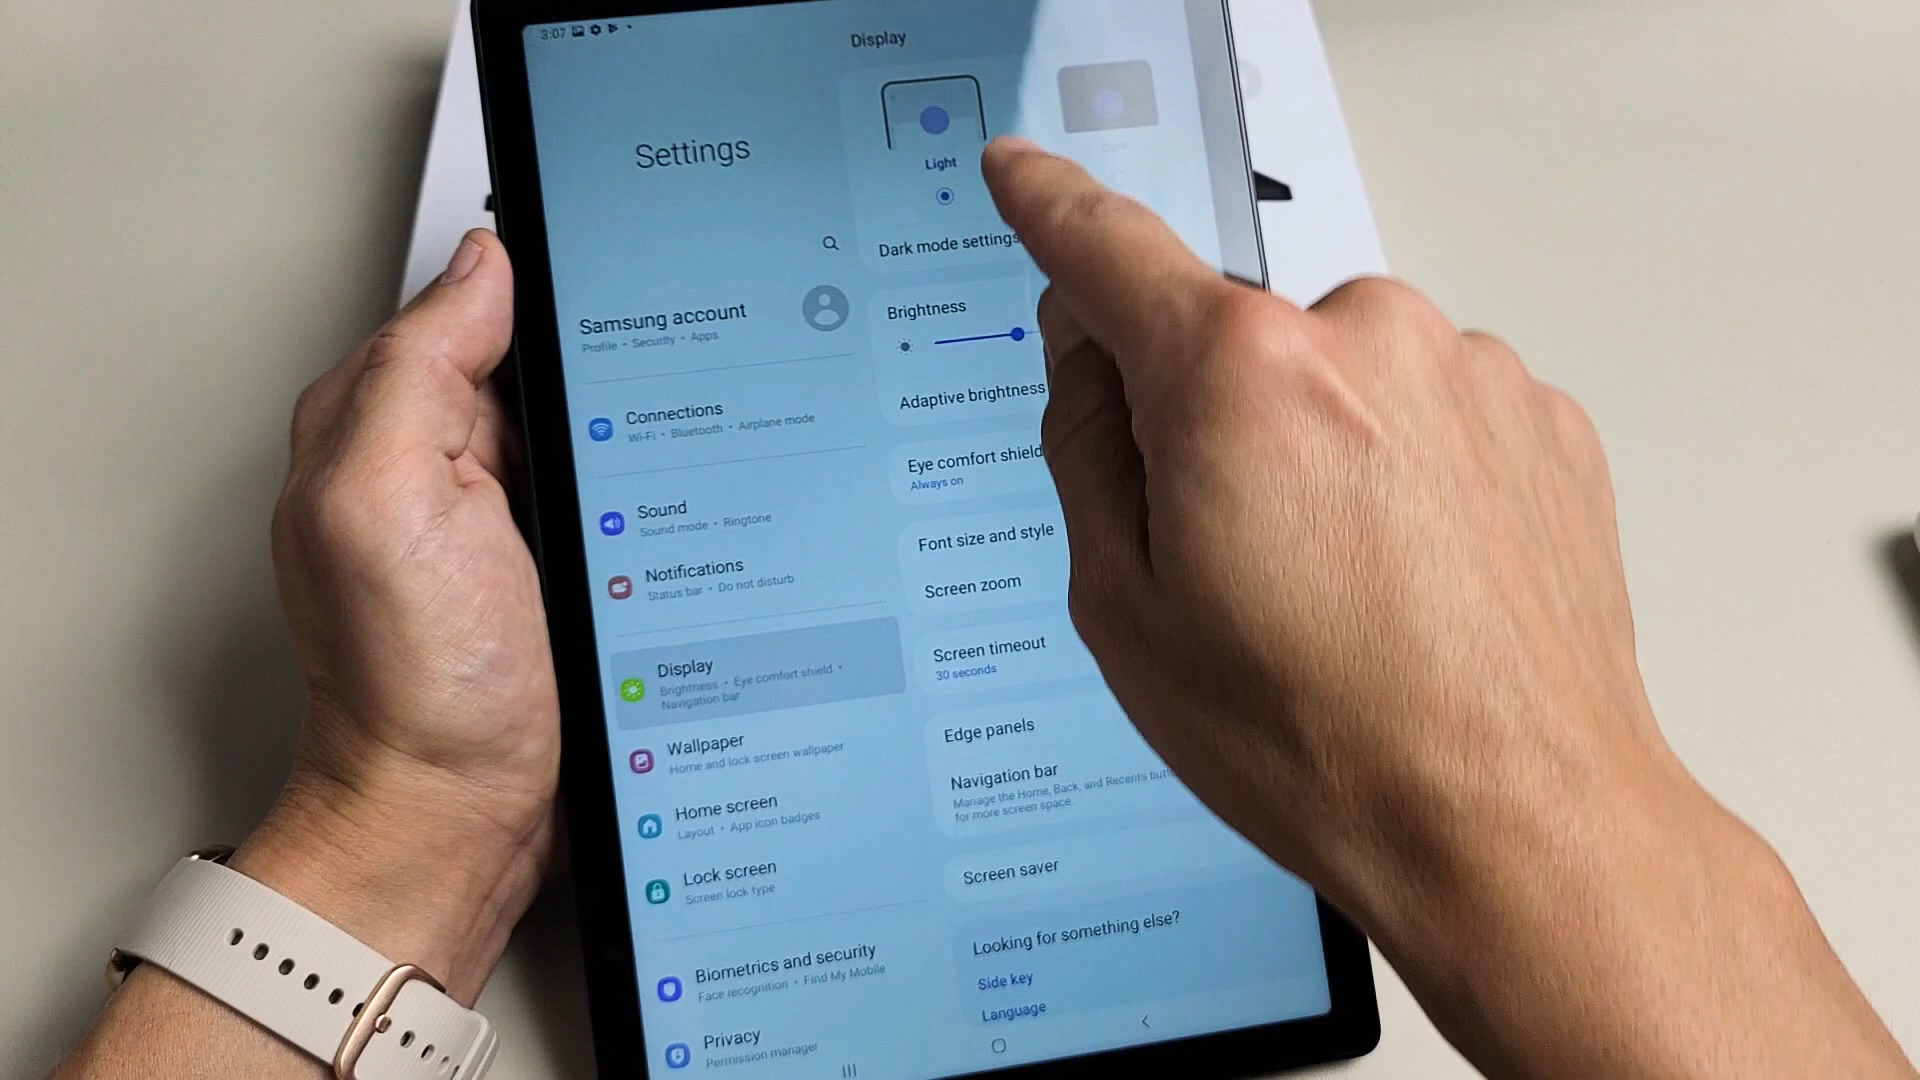 3:07
Display
Settings
Light
Dark
Dark mode settings
Samsung account
Profile • Security • Apps
Brightness
Connections
Wi-Fi • Bluetooth • Airplane mode
Adaptive brightness
Eye comfort shield
Always on
Sound
Sound mode • Ringtone
Notifications
Status bar • Do not disturb
Font size and style
Screen zoom
Display
Brightness • Eye comfort shield •
Navigation bar
Screen timeout
30 seconds
Wallpaper
Home and lock screen wallpaper
Edge panels
Navigation bar
Manage the Home, Back, and Recents
for more screen space.
Home screen
Layout • App icon badges
Lock screen
Screen lock type
Screen saver
Looking for something else?
Side key
Language
Biometrics and security
Face recognition • Find My Mobile
Privacy
Permission manager